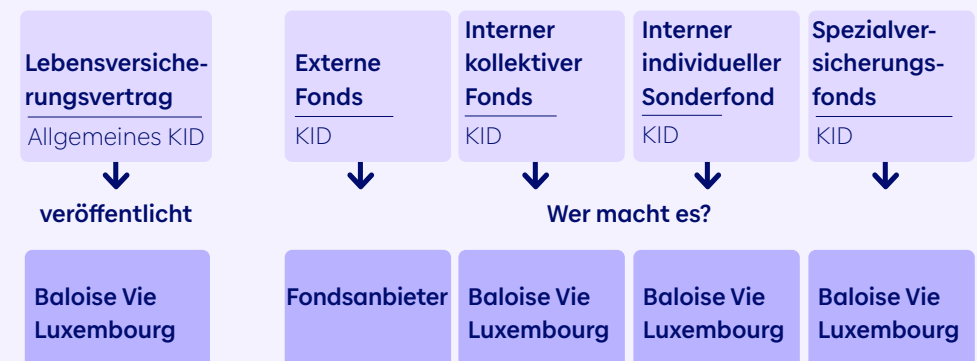 Lebensversiche-
rungsvertrag
Allgemeines KID
Externe
Fonds
KID
Interner
kollektiver
Fonds
KID
Interner
individueller
Sonderfond
KID
Spezialver-
sicherungs-
fonds
KID
veröffentlicht
Wer macht es?
Baloise Vie
Luxembourg
Fondsanbieter
Baloise Vie
Luxembourg
Baloise Vie
Luxembourg
Baloise Vie
Luxembourg